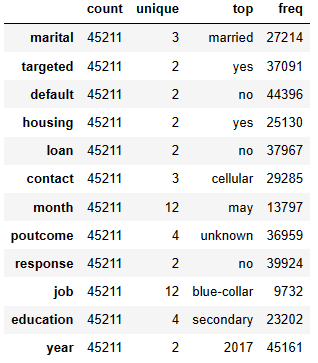 count unique top freq
marital 45211 3 married 27214
targeted 45211 2 yes 37091
default 45211 2 no 44396
housing 45211 2 yes 25130
loan 45211 2 no 37967
contact 45211 3 cellular 29285
month 45211 12 may 13797
poutcome 45211 4 unknown 36959
response 45211 2 no 39924
job 45211 12 blue-collar 9732
education 45211 4 secondary 23202
year 45211 2 2017 45161